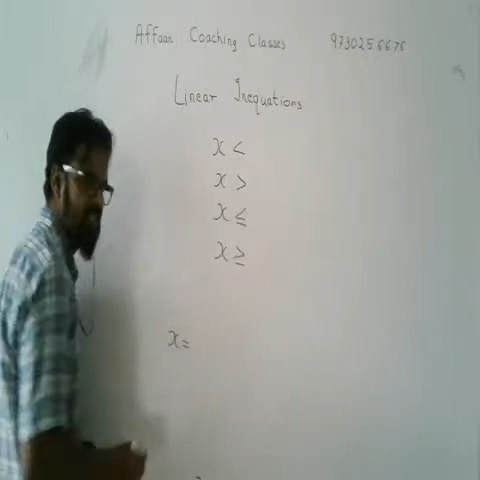 Affaan Coaching Classes 9730256676
Linear Inequations
x <
x >
x ≤
x ≥
x =